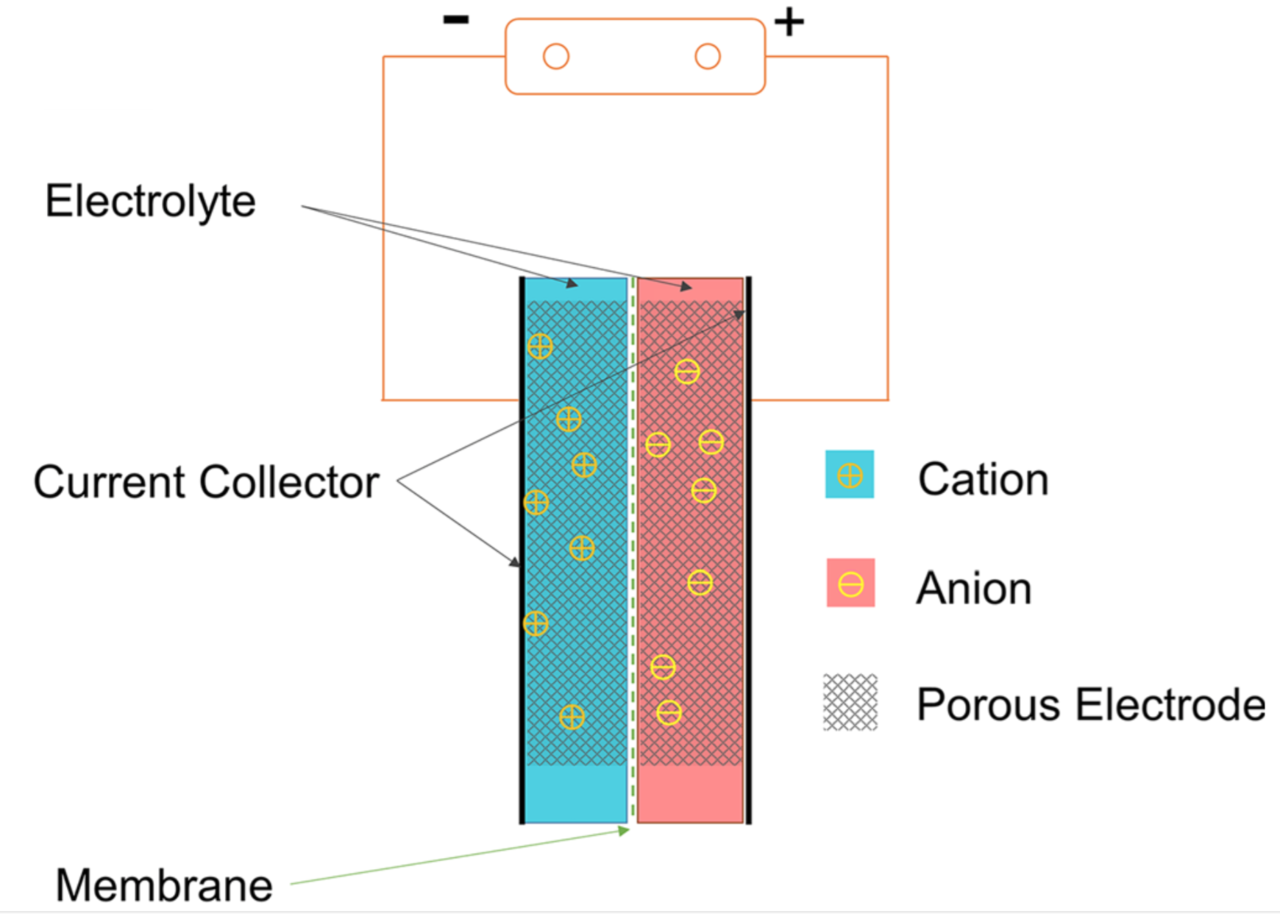 - +
Electrolyte
Current Collector
Cation
Anion
Porous Electrode
Membrane